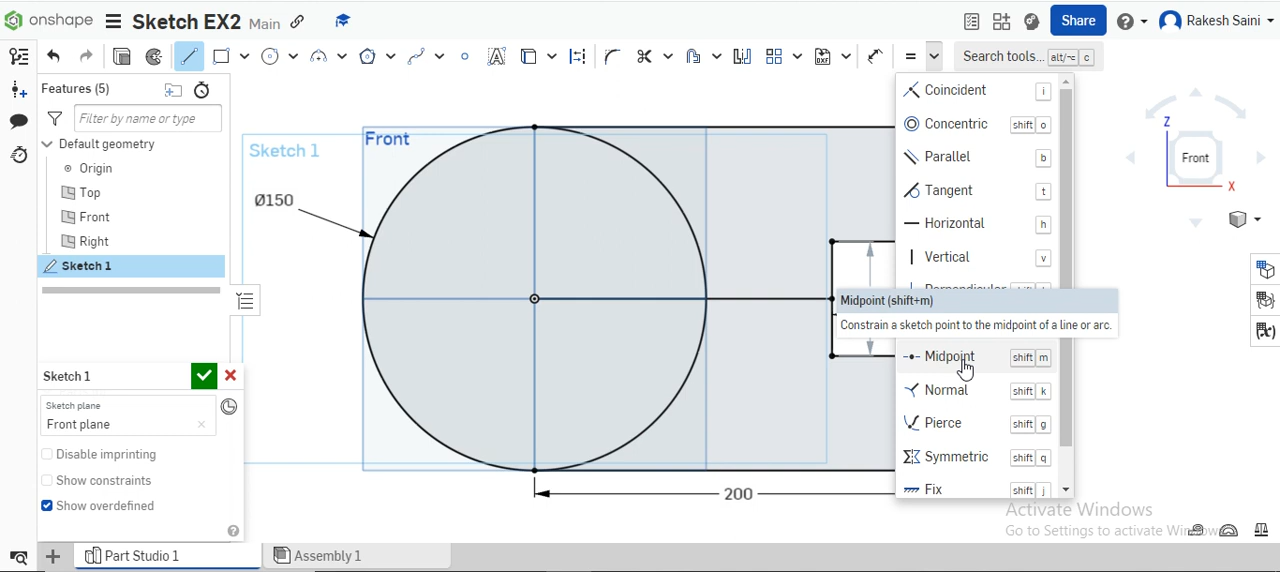 onshape Sketch EX2 Main Share Rakesh Saini
Search tools... alt/⌥ c
Features (5)
Filter by name or type
Default geometry
Origin
Top
Front
Right
Sketch 1
Sketch 1
Sketch plane
Front plane
Disable imprinting
Show constraints
Show overdefined
Sketch 1
Front
Ø150
200
Coincident i
Concentric shift o
Parallel b
Tangent t
Horizontal h
Vertical v
Midpoint (shift+m)
Constrain a sketch point to the midpoint of a line or arc.
Midpoint shift m
Normal shift k
Pierce shift g
Symmetric shift q
Fix shift j
Z
Front
X
Activate Windows
Go to Settings to activate Windows
Part Studio 1
Assembly 1